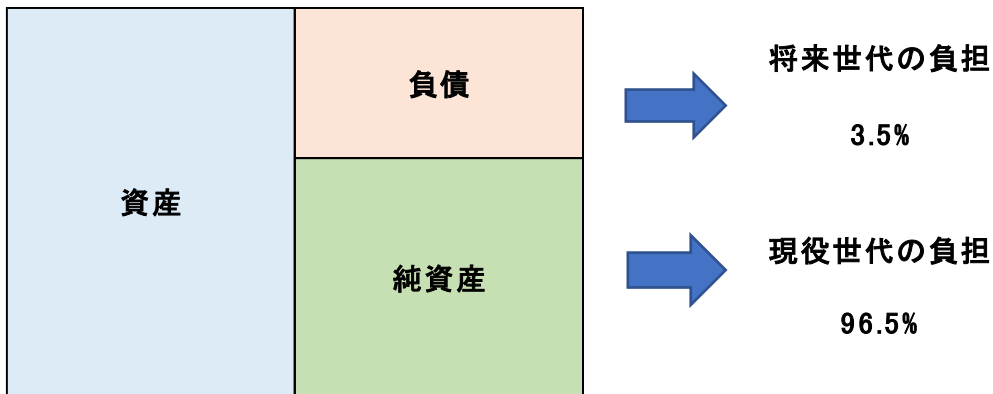 負債
将来世代の負担
3.5%
資産
純資産
現役世代の負担
96.5%